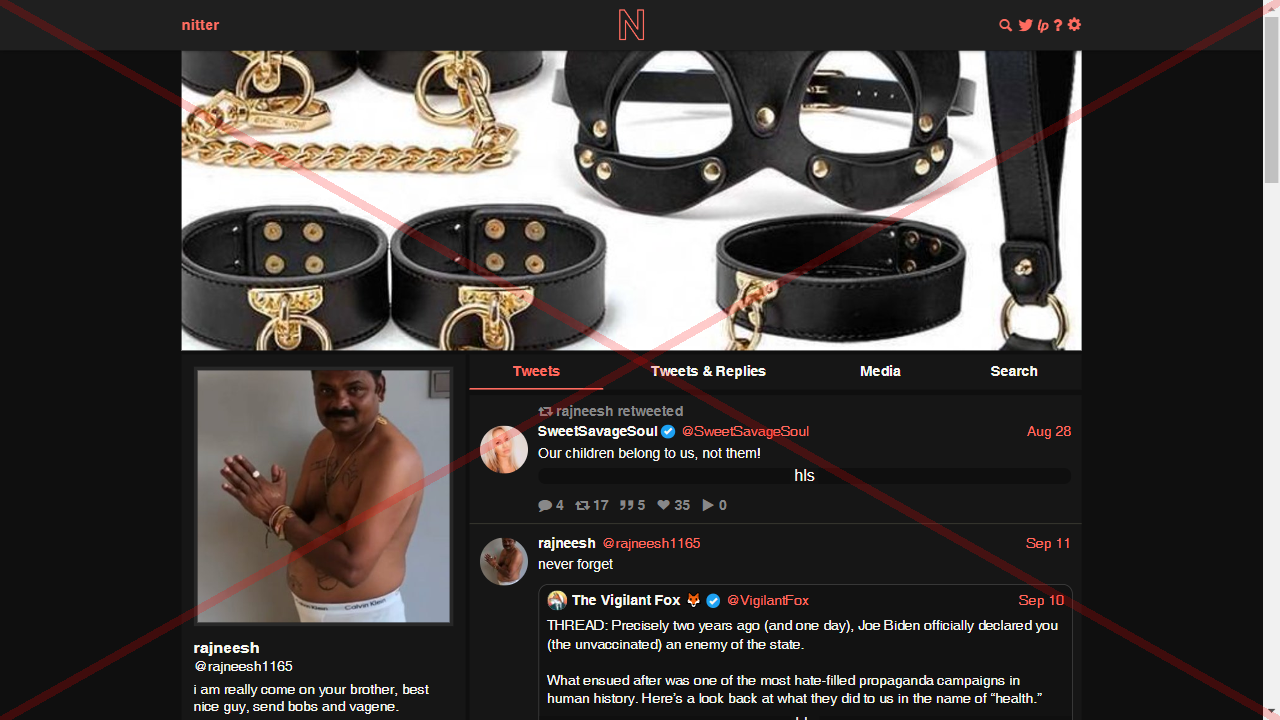 nitter
N
lp ?
BLACK WOLF
Tweets
Tweets & Replies
Media
Search
rajneesh retweeted
SweetSavageSoul @SweetSavageSoul Aug 28
Our children belong to us, not them!
hls
4 17 5 35 0
rajneesh @rajneesh1165 Sep 11
never forget
The Vigilant Fox 🦊 @VigilantFox Sep 10
THREAD: Precisely two years ago (and one day), Joe Biden officially declared you
(the unvaccinated) an enemy of the state.
What ensued after was one of the most hate-filled propaganda campaigns in
human history. Here’s a look back at what they did to us in the name of “health.”
Calvin Klein
rajneesh
@rajneesh1165
i am really come on your brother, best
nice guy, send bobs and vagene.